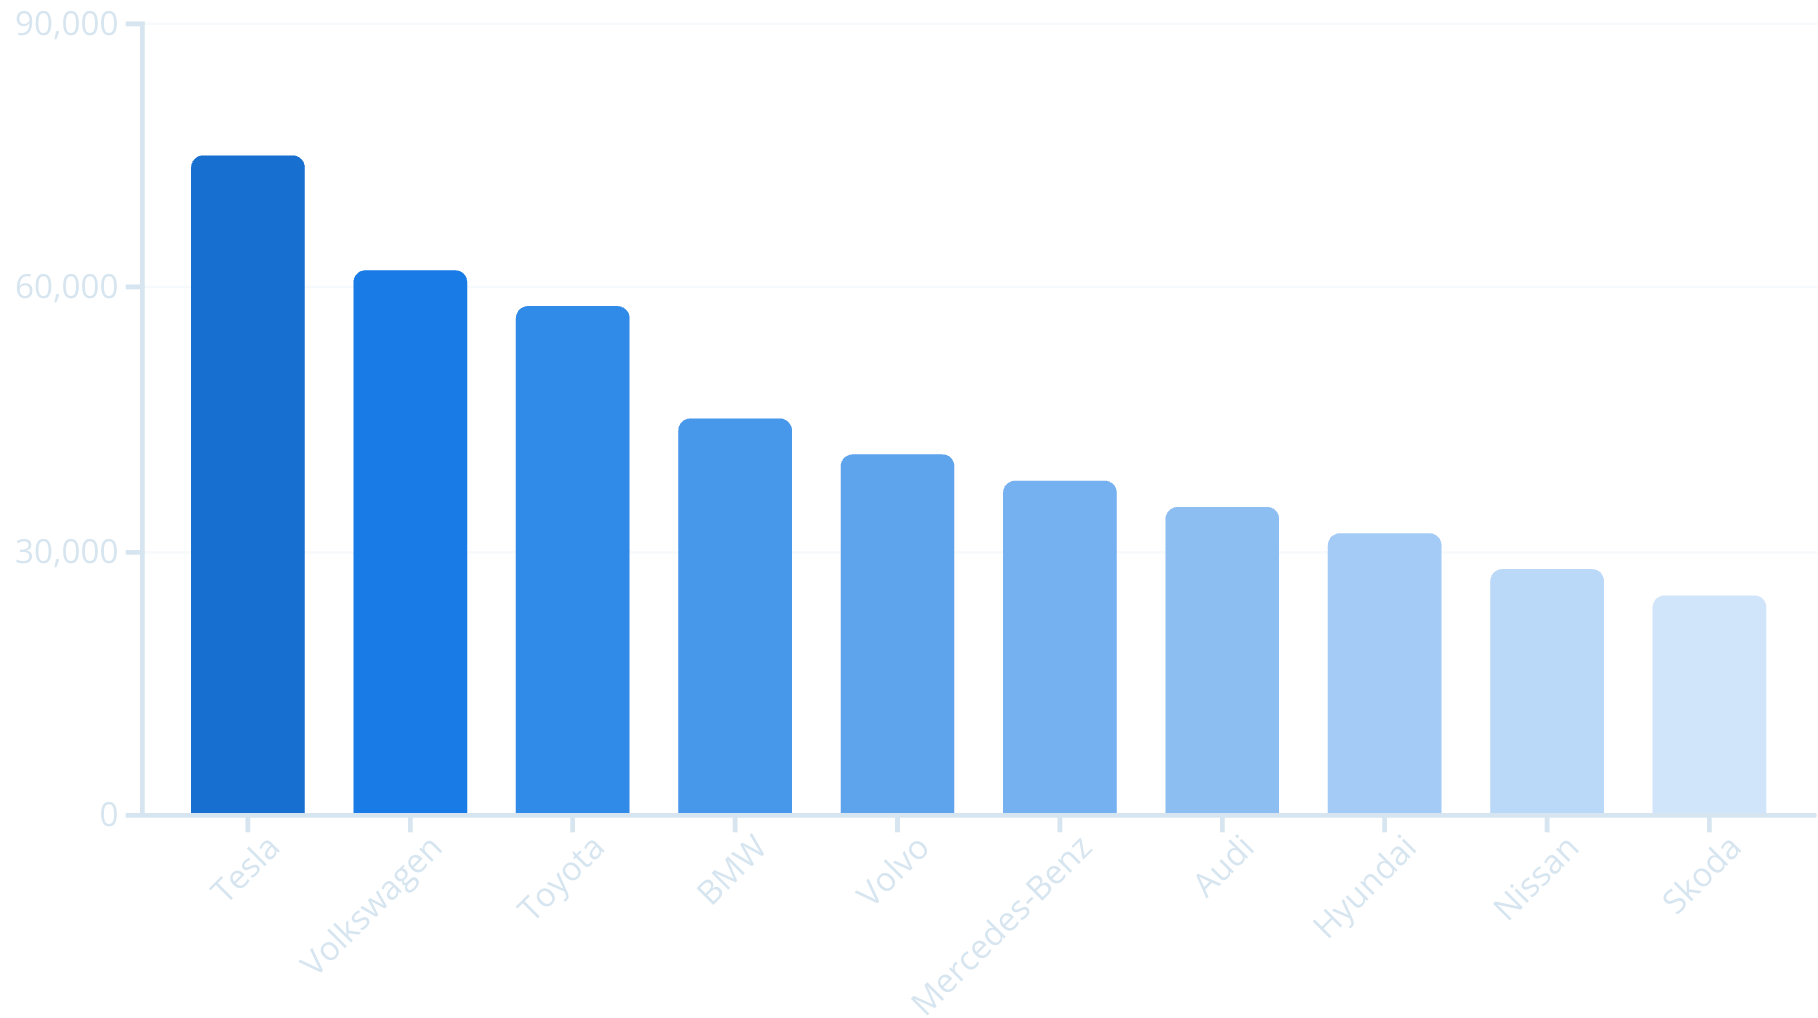 90,000
60,000
30,000
0
Tesla
Volkswagen
Toyota
BMW
Volvo
Mercedes-Benz
Audi
Hyundai
Nissan
Skoda